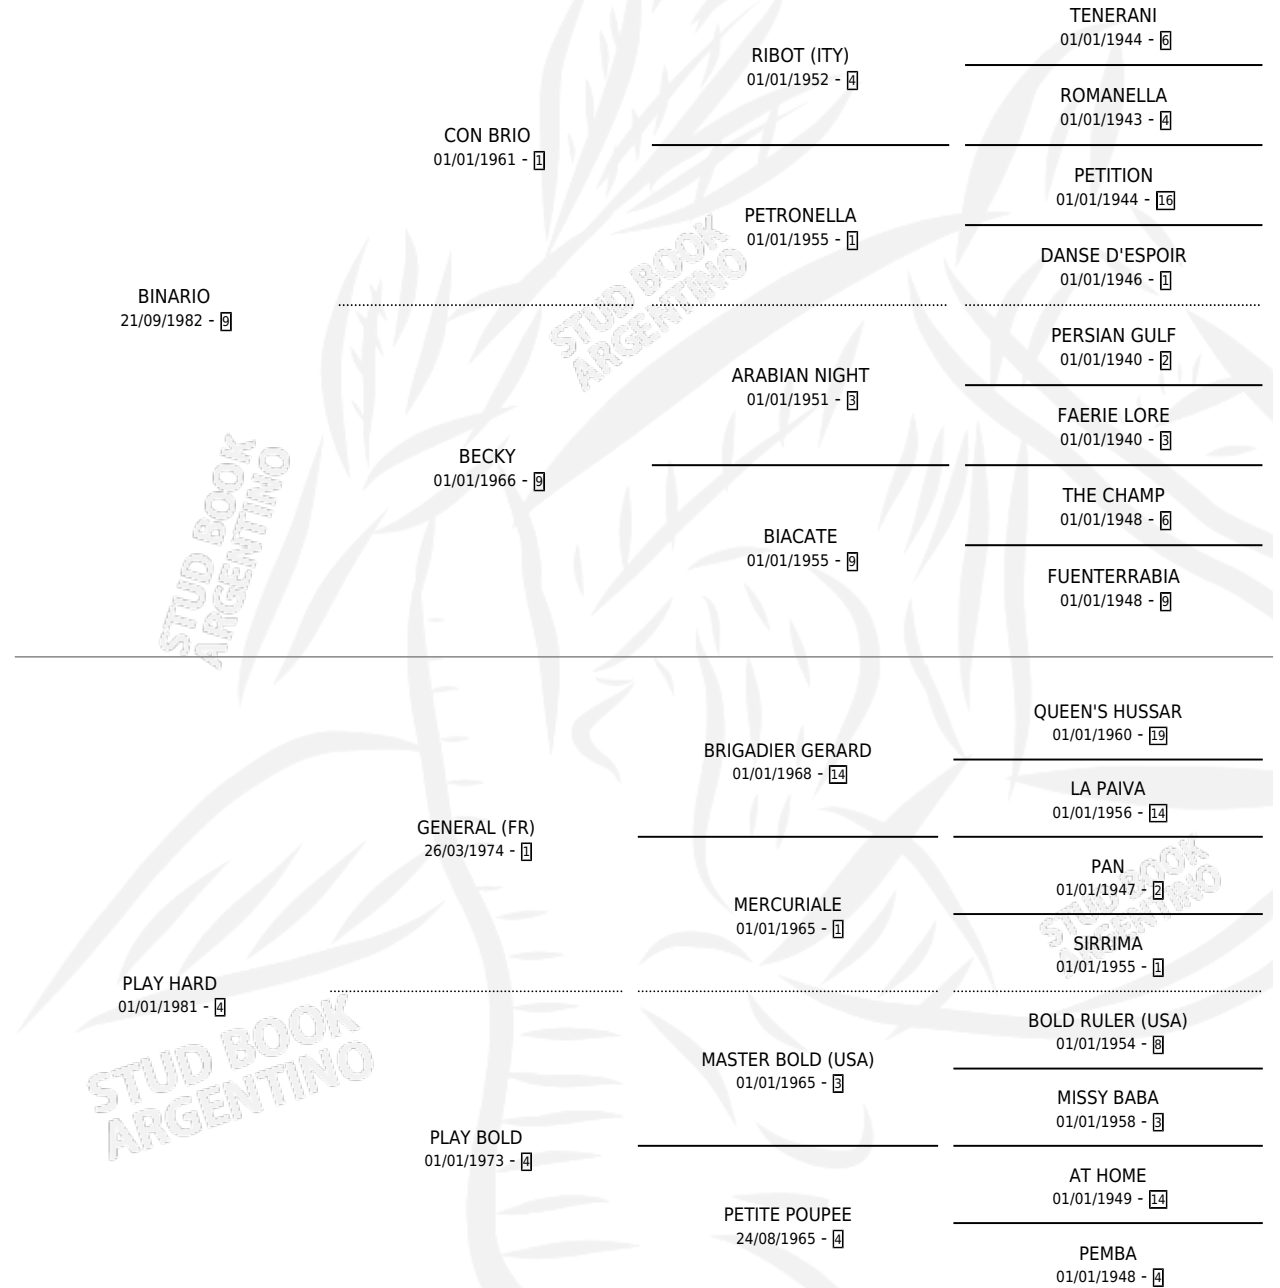 TENERANI
01/01/1944 - 6
RIBOT (ITY)
01/01/1952 - 4
ROMANELLA
01/01/1943 - 4
CON BRIO
01/01/1961 - 1
PETITION
01/01/1944 - 16
PETRONELLA
01/01/1955 - 1
DANSE D'ESPOIR
01/01/1946 - 1
BINARIO
21/09/1982 - 9
STUD BOOK
ARGENTINO
PERSIAN GULF
01/01/1940 - 2
ARABIAN NIGHT
01/01/1951 - 3
FAERIE LORE
01/01/1940 - 3
BECKY
01/01/1966 - 9
THE CHAMP
01/01/1948 - 6
BIACATE
01/01/1955 - 9
FUENTERRABIA
01/01/1948 - 9
STUD BOOK
ARGENTINO
QUEEN'S HUSSAR
01/01/1960 - 19
BRIGADIER GERARD
01/01/1968 - 14
LA PAIVA
01/01/1956 - 14
GENERAL (FR)
26/03/1974 - 1
PAN
01/01/1947 - 2
MERCURIALE
01/01/1965 - 1
SIRRIMA
01/01/1955 - 1
STUD BOOK
ARGENTINO
PLAY HARD
01/01/1981 - 4
BOLD RULER (USA)
01/01/1954 - 8
MASTER BOLD (USA)
01/01/1965 - 3
MISSY BABA
01/01/1958 - 3
STUD BOOK
ARGENTINO
PLAY BOLD
01/01/1973 - 4
AT HOME
01/01/1949 - 14
PETITE POUPEE
24/08/1965 - 4
PEMBA
01/01/1948 - 4